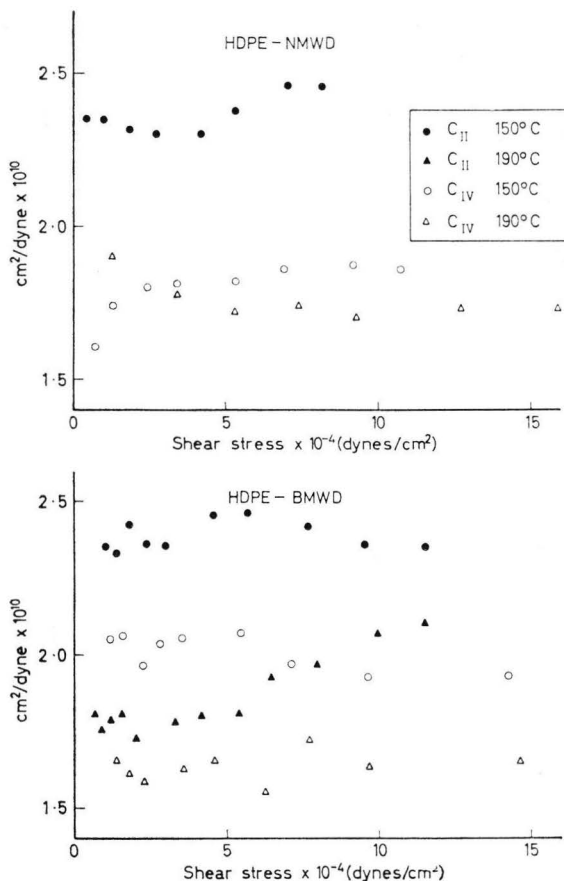 HDPE-NMWD
2·5
2·0
1·5
cm²/dyne x 10¹⁰
● C_II 150°C
▲ C_II 190°C
○ C_IV 150°C
△ C_IV 190°C
0 5 10 15
Shear stress x 10⁻⁴ (dynes/cm²)
HDPE-BMWD
2·5
2·0
1·5
cm²/dyne x 10¹⁰
0 5 10 15
Shear stress x 10⁻⁴ (dynes/cm²)